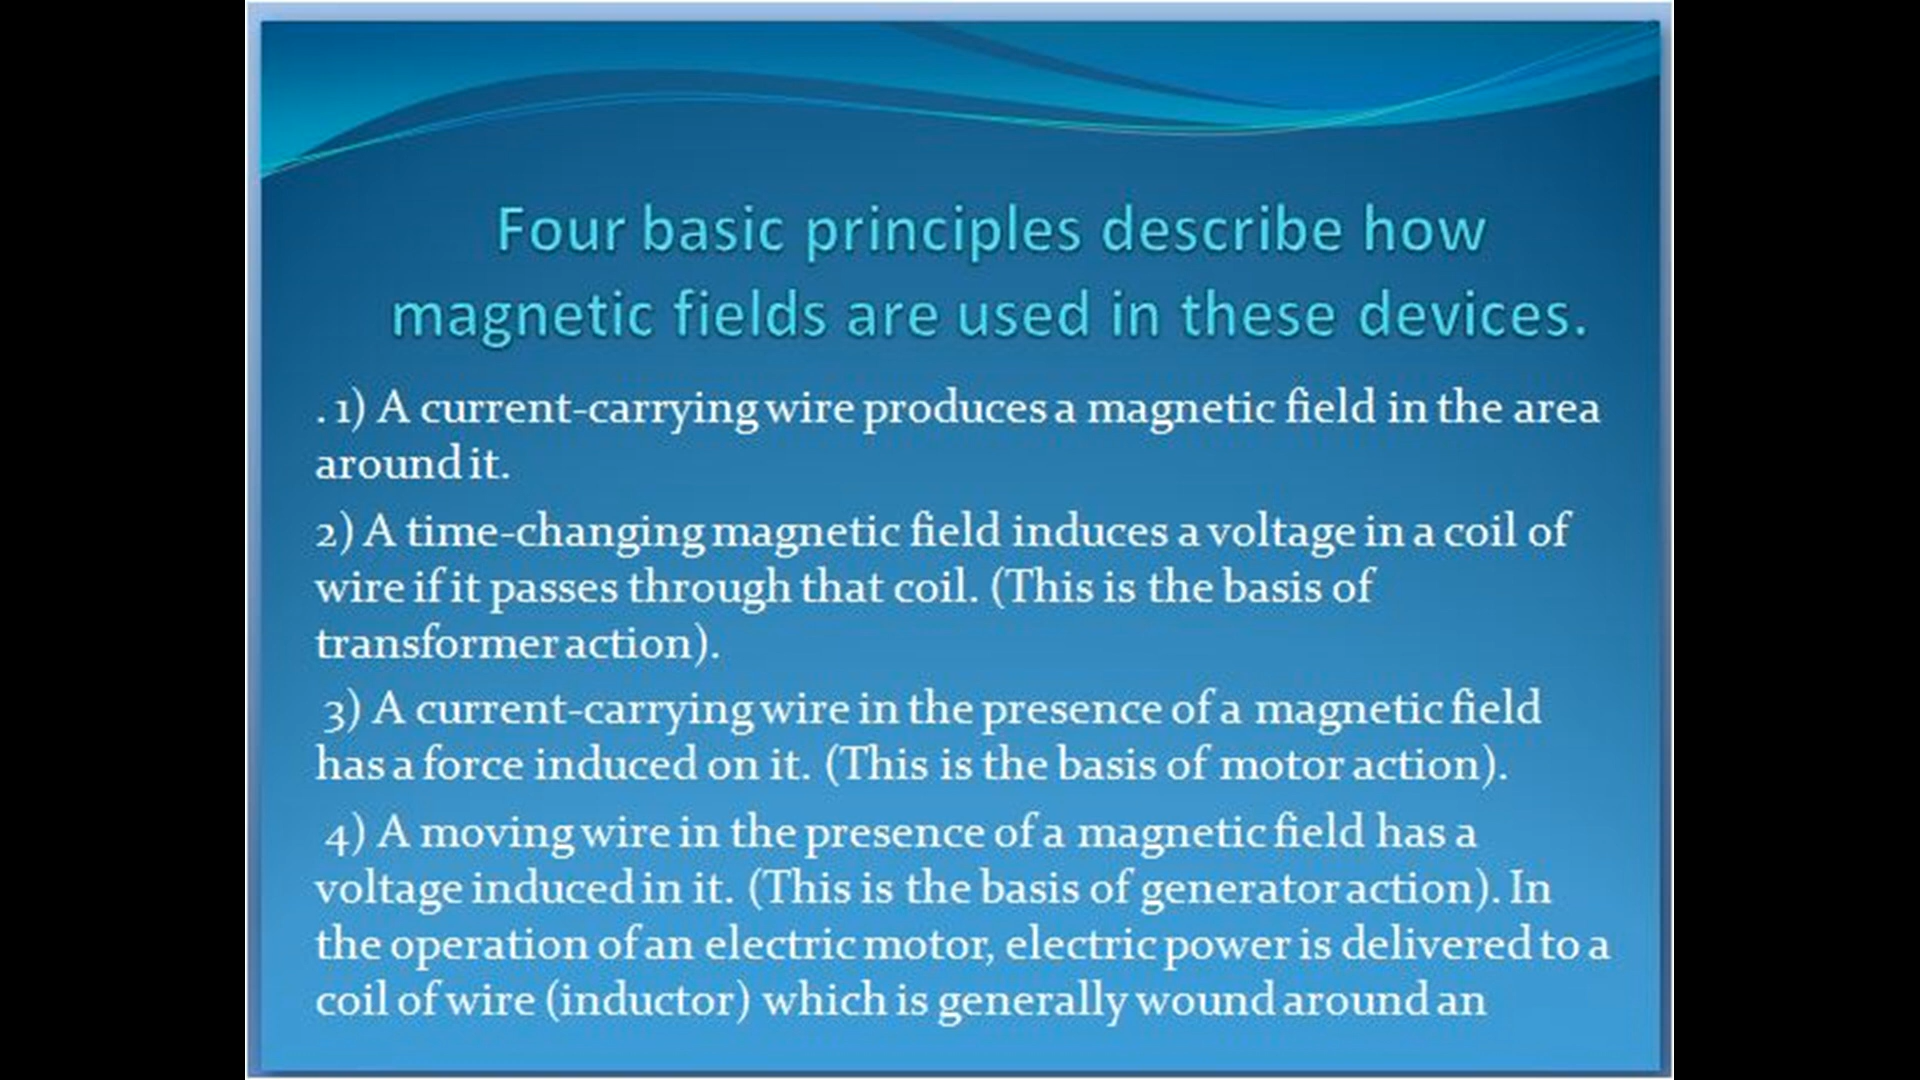 Four basic principles describe how
magnetic fields are used in these devices.
. 1) A current-carrying wire produces a magnetic field in the area
around it.
2) A time-changing magnetic field induces a voltage in a coil of
wire if it passes through that coil. (This is the basis of
transformer action).
3) A current-carrying wire in the presence of a magnetic field
has a force induced on it. (This is the basis of motor action).
4) A moving wire in the presence of a magnetic field has a
voltage induced in it. (This is the basis of generator action). In
the operation of an electric motor, electric power is delivered to a
coil of wire (inductor) which is generally wound around an